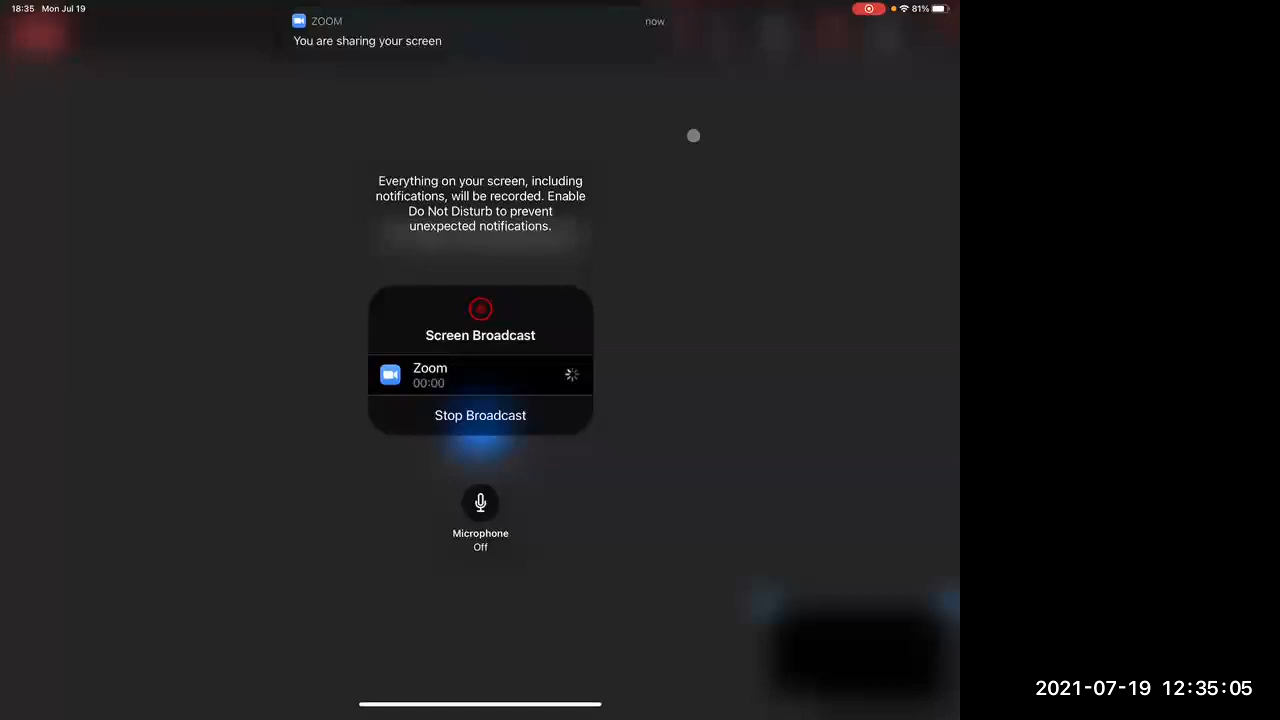 18:35 Mon Jul 19
81%
ZOOM
now
You are sharing your screen
Everything on your screen, including
notifications, will be recorded. Enable
Do Not Disturb to prevent
unexpected notifications.
Screen Broadcast
Zoom
00:00
Stop Broadcast
Microphone
Off
2021-07-19 12:35:05